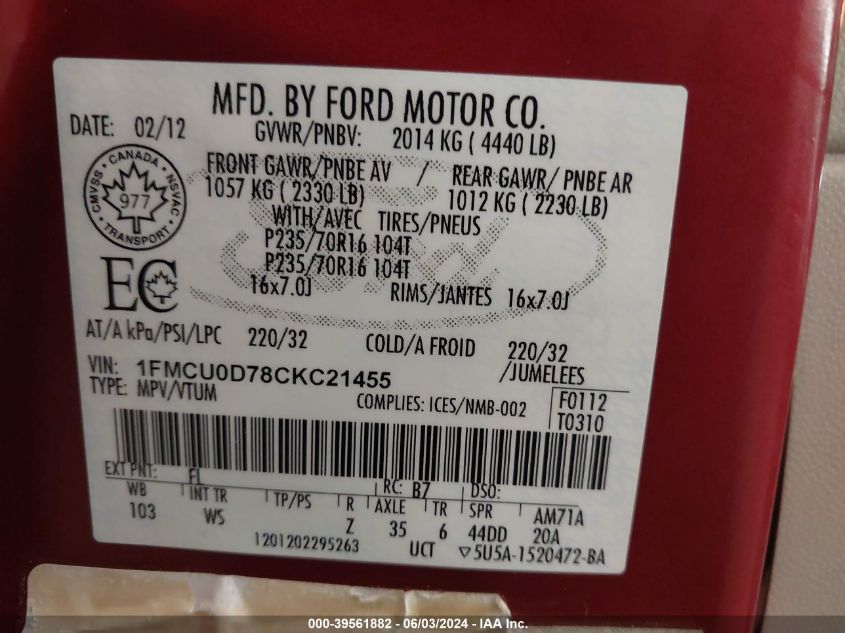 MFD. BY FORD MOTOR CO.
DATE: 02/12
GVWR/PNBV: 2014 KG ( 4440 LB)
FRONT GAWR/PNBE AV / REAR GAWR/ PNBE AR
1057 KG ( 2330 LB) 1012 KG ( 2230 LB)
WITH/AVEC TIRES/PNEUS
P235/70R16 104T
P235/70R16 104T
16x7.0J RIMS/JANTES 16x7.0J
CANADA
CMVSS NSVAC
977
TRANSPORT
EC
AT/A kPa/PSI/LPC 220/32 COLD/A FROID 220/32
VIN: 1FMCU0D78CKC21455 /JUMELEES
TYPE: MPV/VTUM COMPLIES: ICES/NMB-002
F0112
T0310
EXT PNT: FL RC: B7 DSO:
WB INT TR TP/PS R AXLE TR SPR AM71A
103 WS Z 35 6 44DD 20A
1201202295263 UCT ▽5U5A-1520472-BA
000-39561882 - 06/03/2024 - IAA Inc.